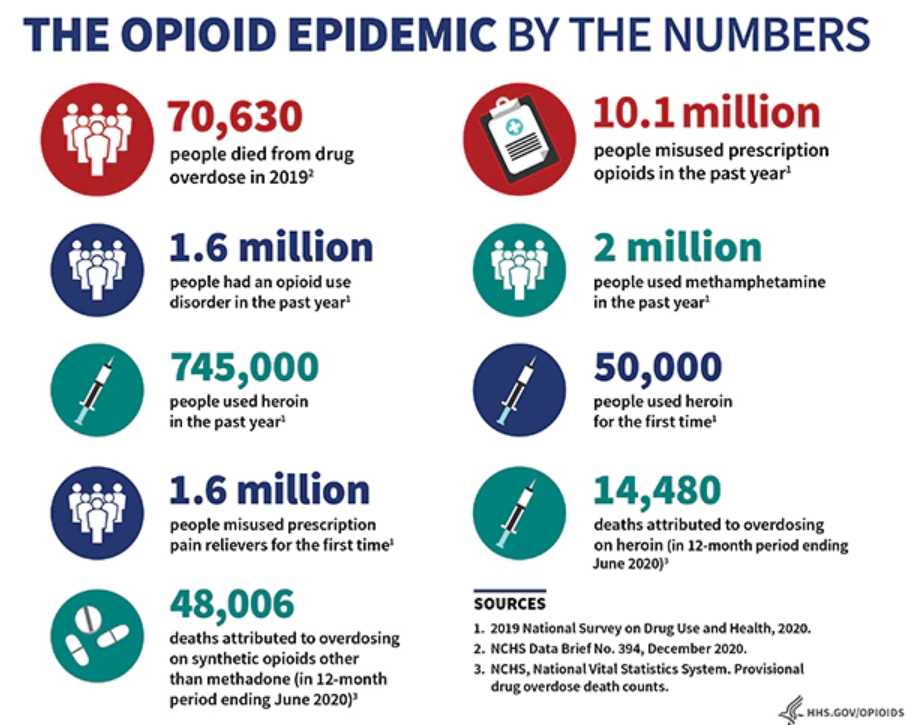 THE OPIOID EPIDEMIC BY THE NUMBERS
70,630
people died from drug
overdose in 2019²
10.1 million
people misused prescription
opioids in the past year¹
1.6 million
people had an opioid use
disorder in the past year¹
2 million
people used methamphetamine
in the past year¹
745,000
people used heroin
in the past year¹
50,000
people used heroin
for the first time¹
1.6 million
people misused prescription
pain relievers for the first time¹
14,480
deaths attributed to overdosing
on heroin (in 12-month period ending
June 2020)³
48,006
deaths attributed to overdosing
on synthetic opioids other
than methadone (in 12-month
period ending June 2020)³
SOURCES
1. 2019 National Survey on Drug Use and Health, 2020.
2. NCHS Data Brief No. 394, December 2020.
3. NCHS, National Vital Statistics System. Provisional
drug overdose death counts.
HHS.GOV/OPIOIDS